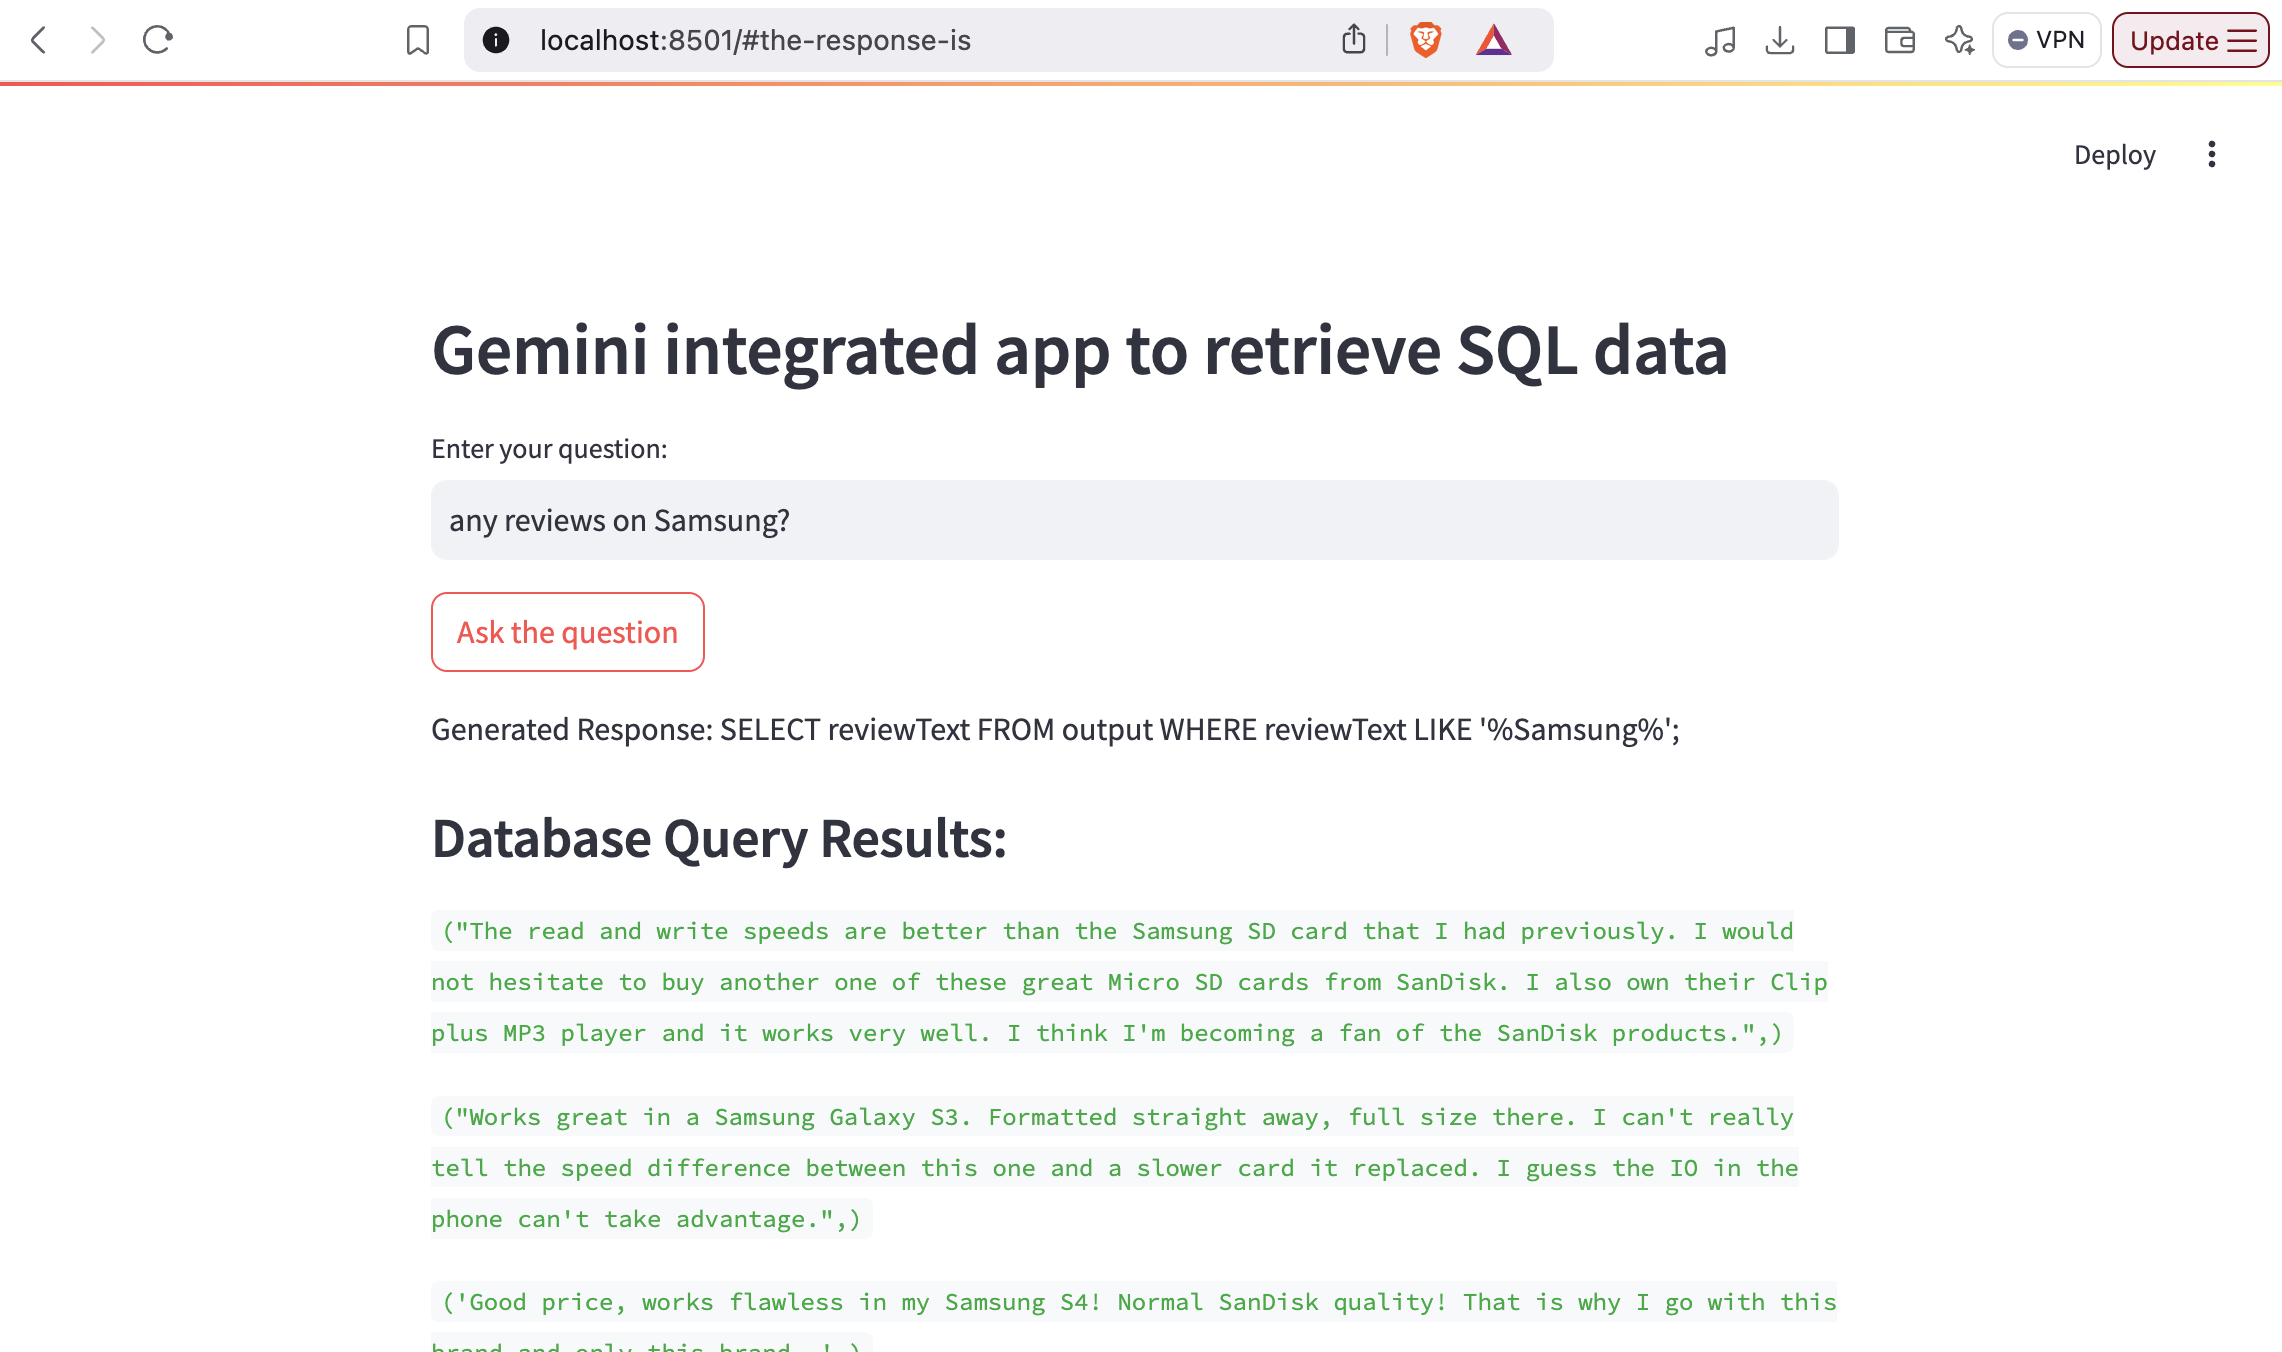 localhost:8501/#the-response-is
VPN
Update
Deploy
Gemini integrated app to retrieve SQL data
Enter your question:
any reviews on Samsung?
Ask the question
Generated Response: SELECT reviewText FROM output WHERE reviewText LIKE '%Samsung%';
Database Query Results:
("The read and write speeds are better than the Samsung SD card that I had previously. I would
not hesitate to buy another one of these great Micro SD cards from SanDisk. I also own their Clip
plus MP3 player and it works very well. I think I'm becoming a fan of the SanDisk products.",)
("Works great in a Samsung Galaxy S3. Formatted straight away, full size there. I can't really
tell the speed difference between this one and a slower card it replaced. I guess the IO in the
phone can't take advantage.",)
('Good price, works flawless in my Samsung S4! Normal SanDisk quality! That is why I go with this
brand and only this brand